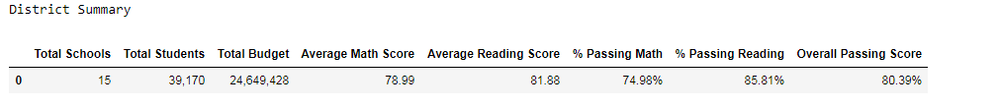 District Summary
Total Schools Total Students Total Budget Average Math Score Average Reading Score % Passing Math % Passing Reading Overall Passing Score
0 15 39,170 24,649,428 78.99 81.88 74.98% 85.81% 80.39%